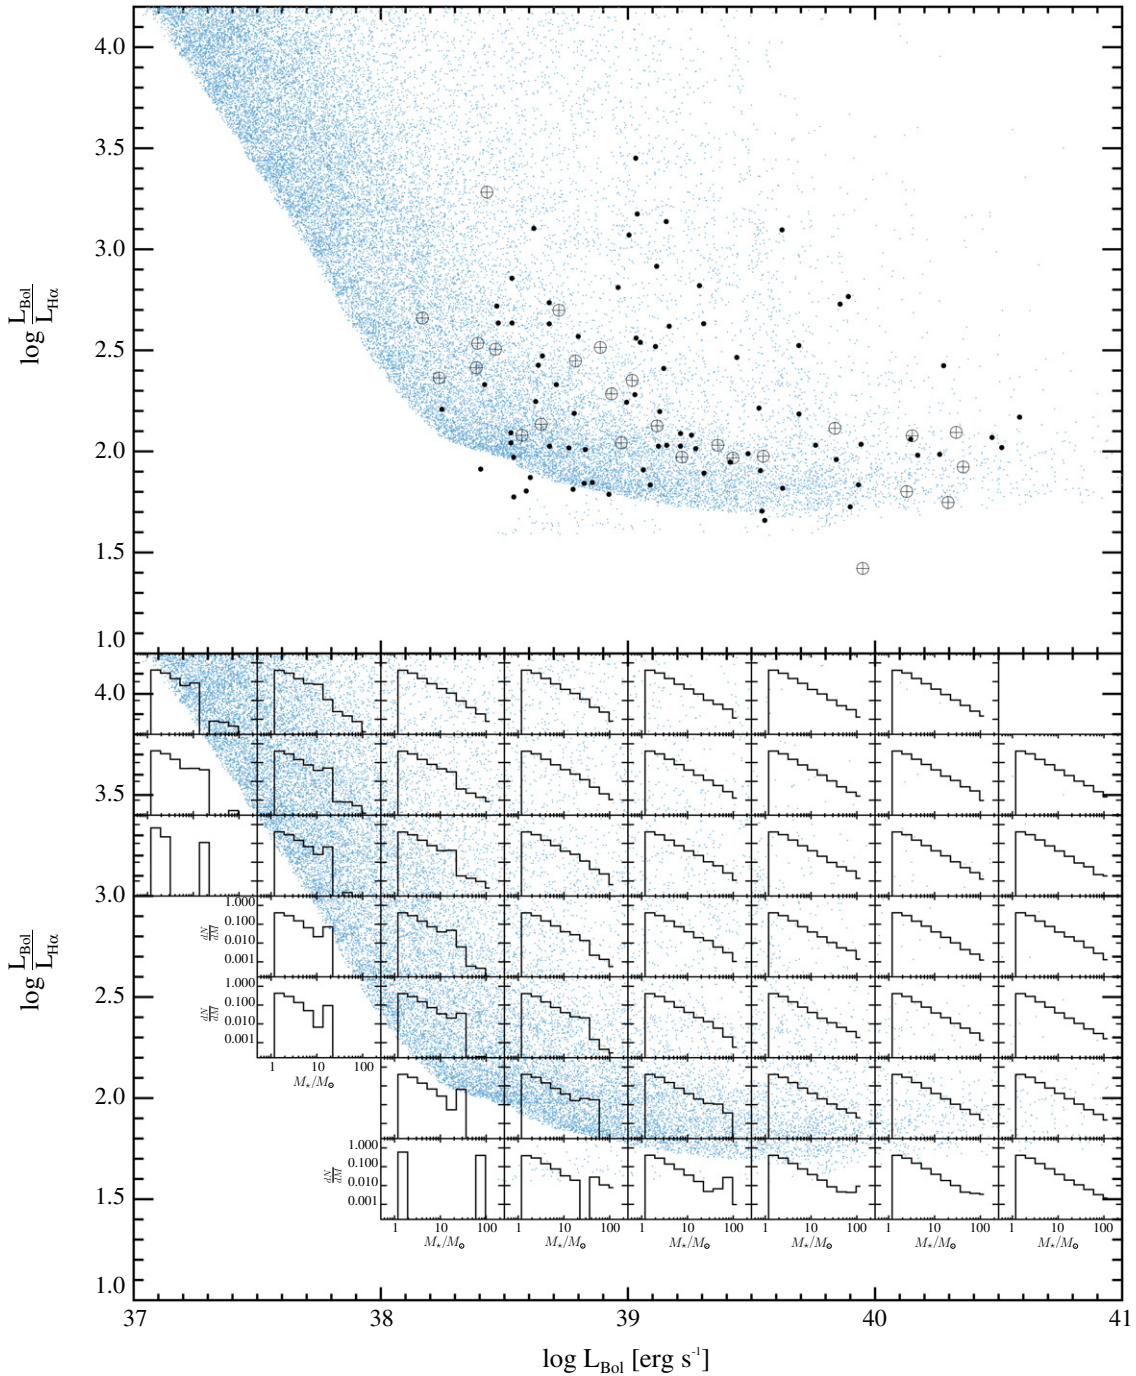 4.0
3.5
3.0
2.5
2.0
1.5
1.0
log L_Bol / L_Hα
4.0
3.5
3.0
2.5
2.0
1.5
1.0
log L_Bol / L_Hα
1.000
0.100
0.010
0.001
dN/dM
1.000
0.100
0.010
0.001
dN/dM
1 10 100
M⋆/M⊙
1.000
0.100
0.010
0.001
dN/dM
1 10 100 1 10 100 1 10 100 1 10 100 1 10 100 1 10 100
M⋆/M⊙ M⋆/M⊙ M⋆/M⊙ M⋆/M⊙ M⋆/M⊙ M⋆/M⊙
37 38 39 40 41
log L_Bol [erg s⁻¹]